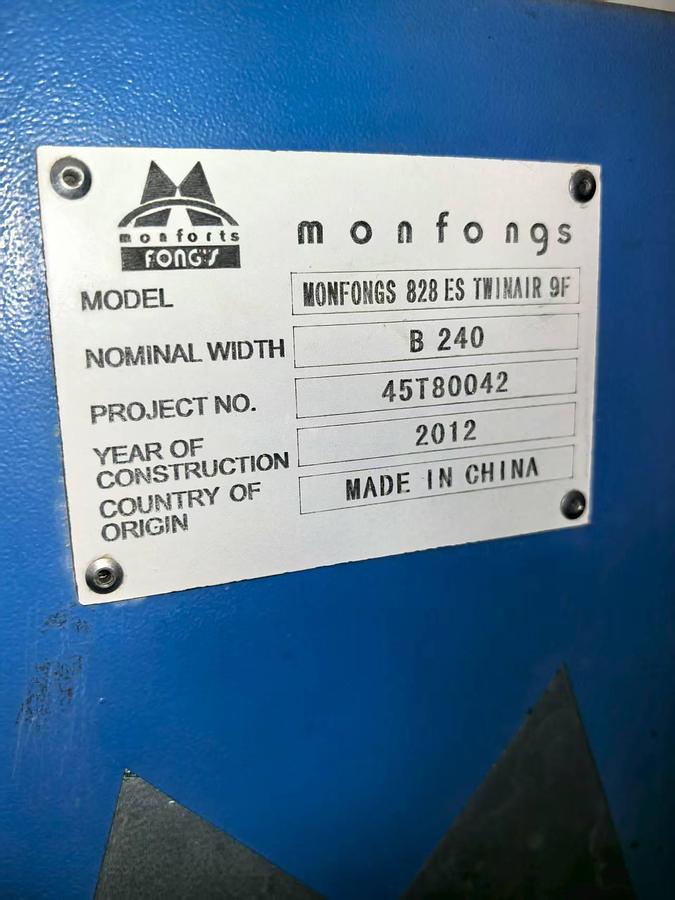 monforts
FONG'S
monfongs
MODEL MONFONGS 828 ES TWINAIR 9F
NOMINAL WIDTH B 240
PROJECT NO. 45T80042
YEAR OF CONSTRUCTION 2012
COUNTRY OF ORIGIN MADE IN CHINA